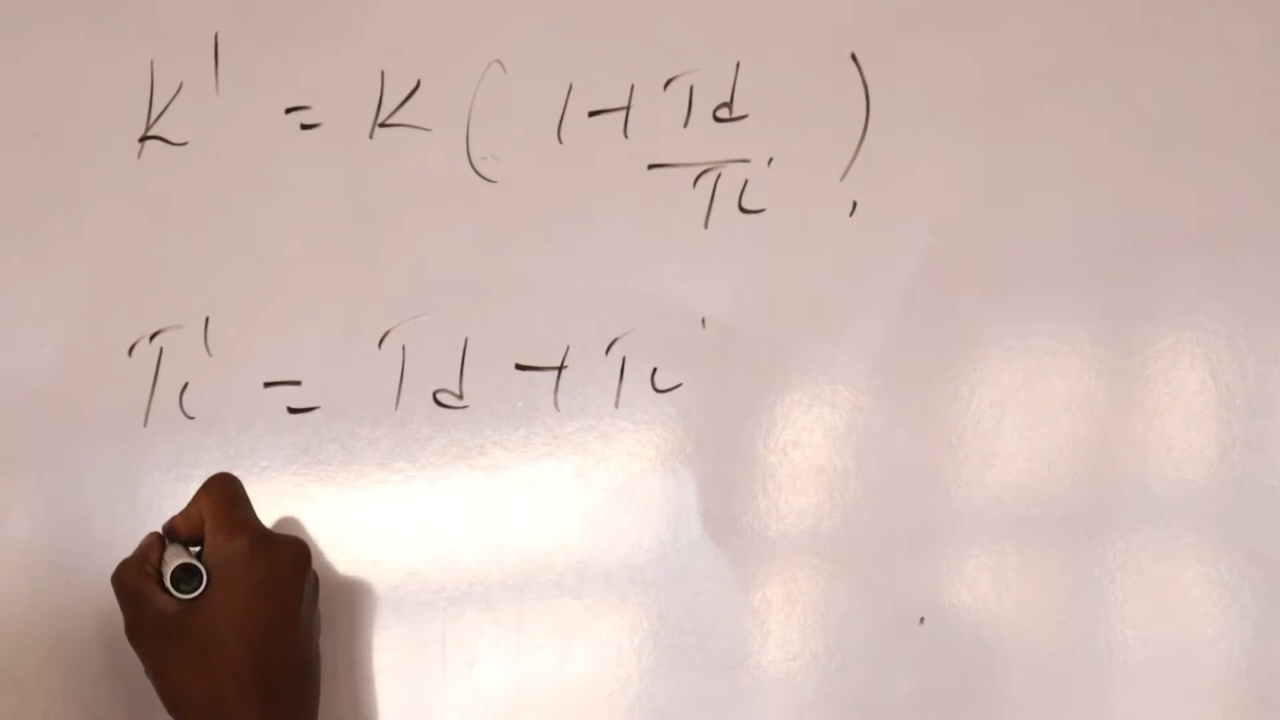 K' = K ( 1 + Td / Ti )
Ti' = Td + Ti